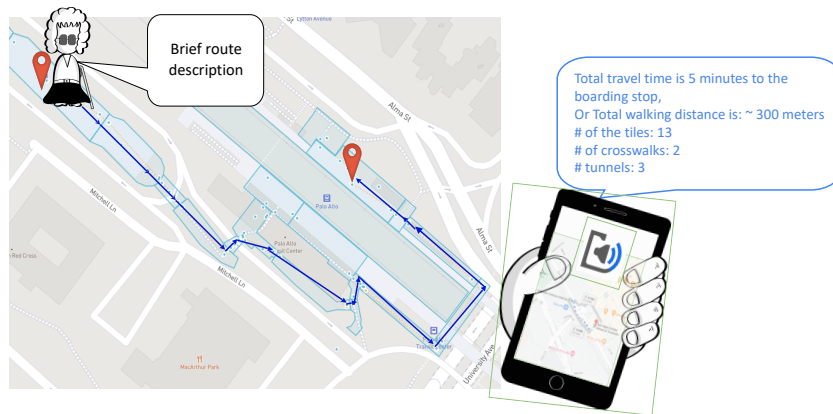 Lytton Avenue
Brief route
description
Alma St
Total travel time is 5 minutes to the
boarding stop,
Or Total walking distance is: ~ 300 meters
# of the tiles: 13
# of crosswalks: 2
# tunnels: 3
Mitchell Ln
Palo Alto
Alma St
Palo Alto
Center
Red Cross
Mitchell Ln
University Ave
MacArthur Park